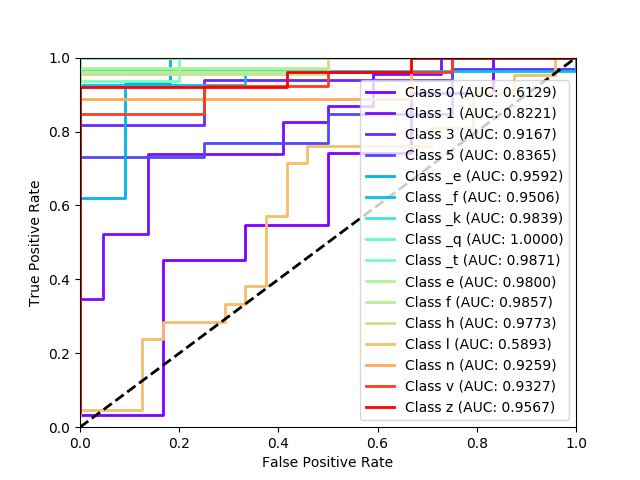 1.0
0.8
0.6
0.4
0.2
0.0
True Positive Rate
Class 0 (AUC: 0.6129)
Class 1 (AUC: 0.8221)
Class 3 (AUC: 0.9167)
Class 5 (AUC: 0.8365)
Class _e (AUC: 0.9592)
Class _f (AUC: 0.9506)
Class _k (AUC: 0.9839)
Class _q (AUC: 1.0000)
Class _t (AUC: 0.9871)
Class e (AUC: 0.9800)
Class f (AUC: 0.9857)
Class h (AUC: 0.9773)
Class l (AUC: 0.5893)
Class n (AUC: 0.9259)
Class v (AUC: 0.9327)
Class z (AUC: 0.9567)
0.0 0.2 0.4 0.6 0.8 1.0
False Positive Rate